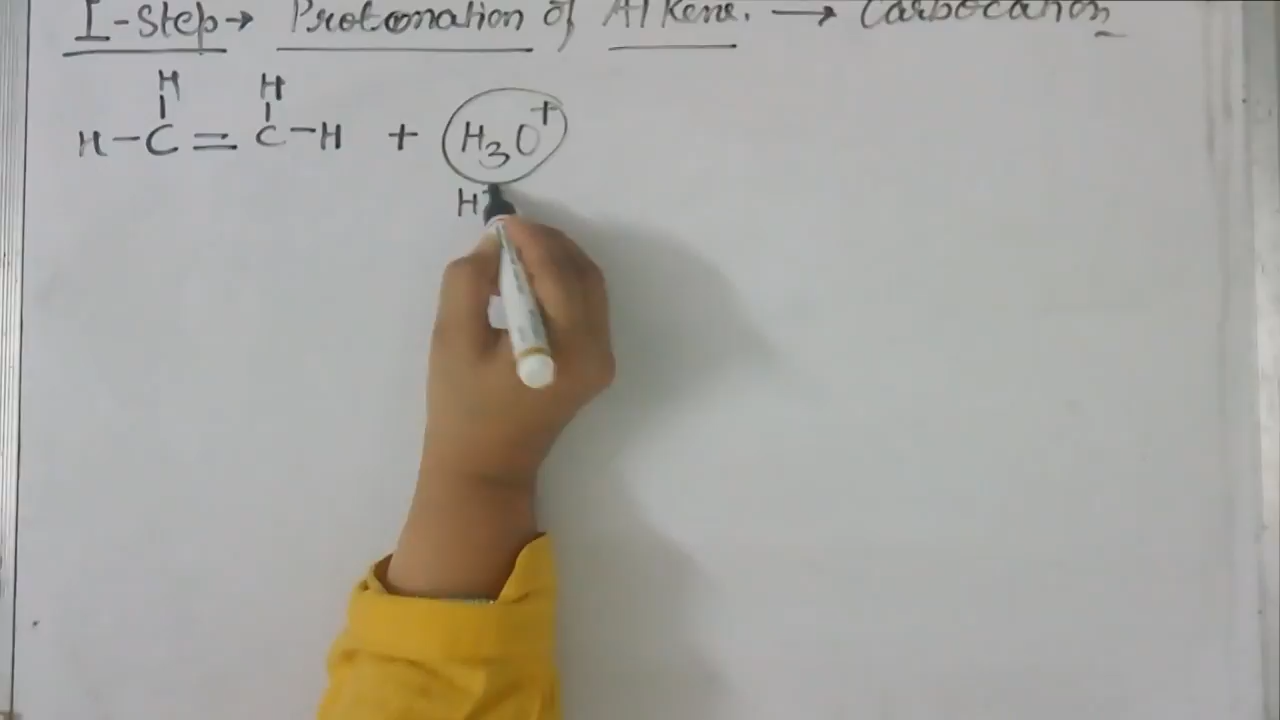 I-Step → Protonation of Alkene. → Carbocation
H H
H-C=C-H + H₃O⁺
H